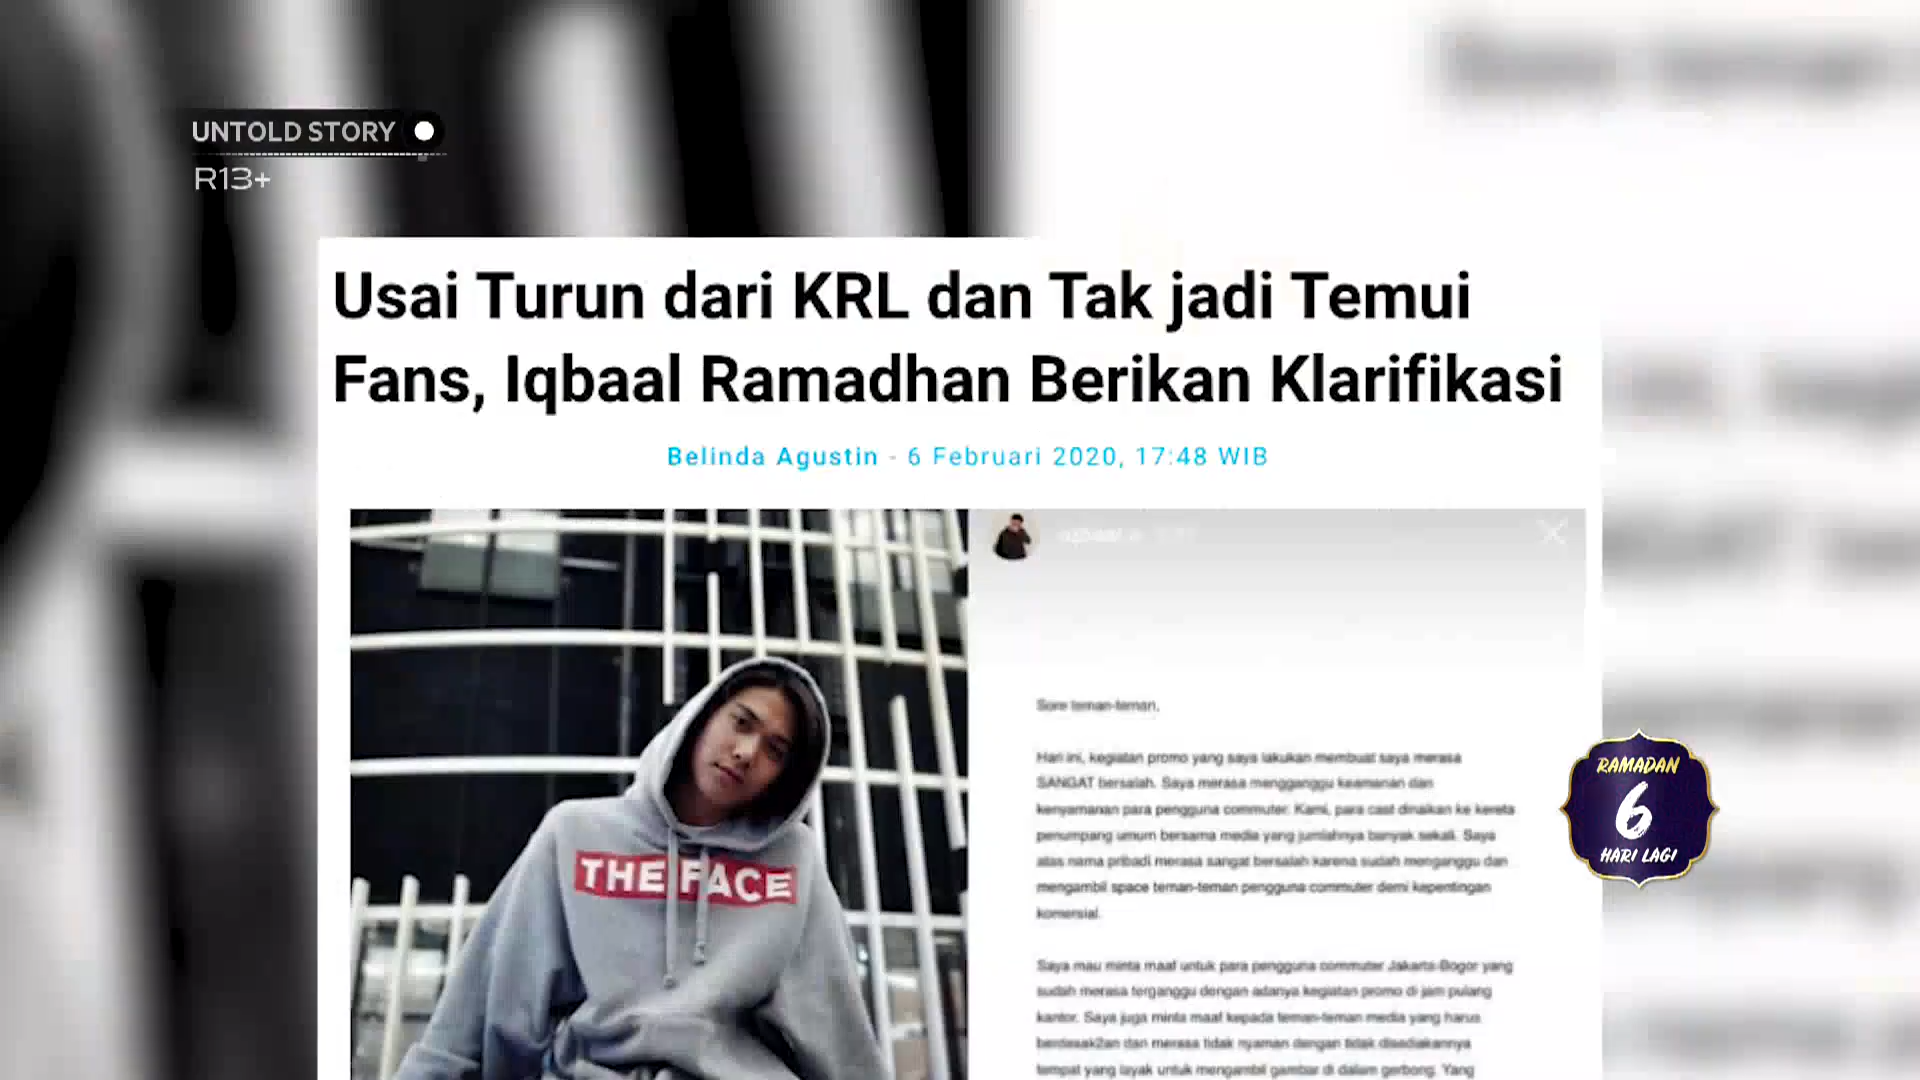 UNTOLD STORY
R13+
Usai Turun dari KRL dan Tak jadi Temui
Fans, Iqbaal Ramadhan Berikan Klarifikasi
Belinda Agustin - 6 Februari 2020, 17:48 WIB
THE FACE
Sore teman-teman,
Hari ini, kegiatan promo yang saya lakukan membuat saya merasa
SANGAT bersalah. Saya merasa mengganggu keamanan dan
kenyamanan para pengguna commuter. Kami, para cast dinaikan ke kereta
penumpang umum bersama media yang jumlahnya banyak sekali. Saya
atas nama pribadi merasa sangat bersalah karena sudah menganggu dan
mengambil space teman-teman pengguna commuter demi kepentingan
komersial.
Saya mau minta maaf untuk para pengguna commuter Jakarta-Bogor yang
sudah merasa terganggu dengan adanya kegiatan promo di jam pulang
kantor. Saya juga minta maaf kepada teman-teman media yang harus
berdesak2an dan merasa tidak nyaman dengan tidak disediakannya
tempat yang layak untuk mengambil gambar di dalam gerbong. Yang
RAMADAN
6
HARI LAGI